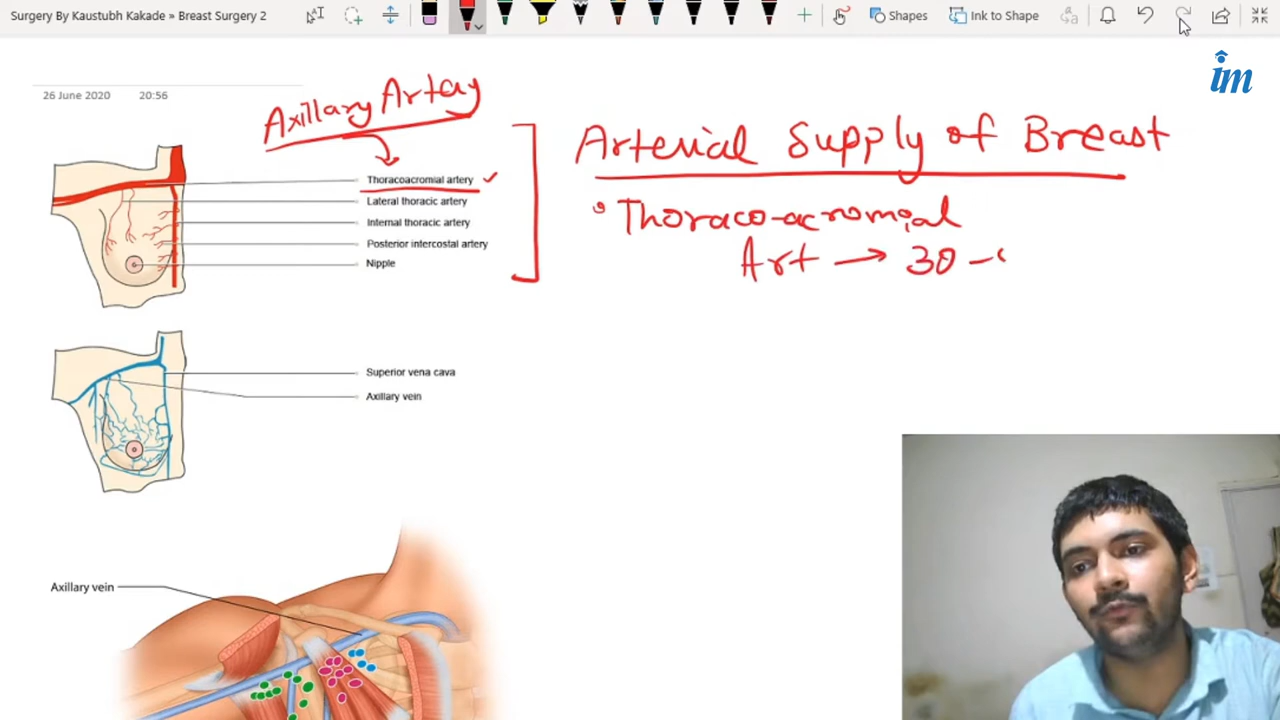 Surgery By Kaustubh Kakade » Breast Surgery 2
Shapes
Ink to Shape
im
26 June 2020 20:56
Axillary Artery
Thoracoacromial artery
Lateral thoracic artery
Internal thoracic artery
Posterior intercostal artery
Nipple
Arterial Supply of Breast
Thoraco-acromial
Art → 30 -
Superior vena cava
Axillary vein
Axillary vein